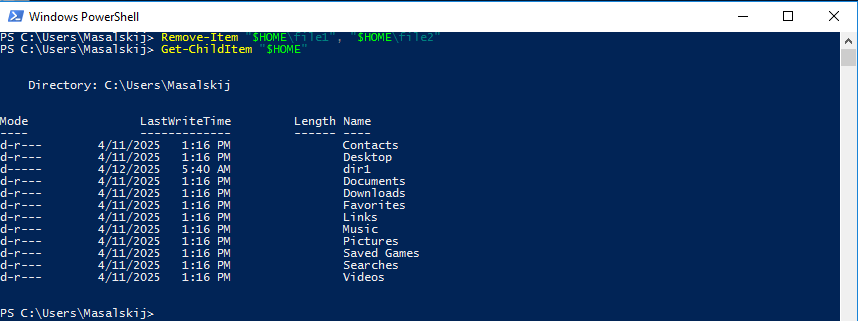 Windows PowerShell
PS C:\Users\Masalskij> Remove-Item "$HOME\file1", "$HOME\file2"
PS C:\Users\Masalskij> Get-ChildItem "$HOME"
Directory: C:\Users\Masalskij
Mode                LastWriteTime         Length Name
----                -------------         ------ ----
d-r---        4/11/2025   1:16 PM                Contacts
d-r---        4/11/2025   1:16 PM                Desktop
d-----        4/12/2025   5:40 AM                dir1
d-r---        4/11/2025   1:16 PM                Documents
d-r---        4/11/2025   1:16 PM                Downloads
d-r---        4/11/2025   1:16 PM                Favorites
d-r---        4/11/2025   1:16 PM                Links
d-r---        4/11/2025   1:16 PM                Music
d-r---        4/11/2025   1:16 PM                Pictures
d-r---        4/11/2025   1:16 PM                Saved Games
d-r---        4/11/2025   1:16 PM                Searches
d-r---        4/11/2025   1:16 PM                Videos
PS C:\Users\Masalskij>